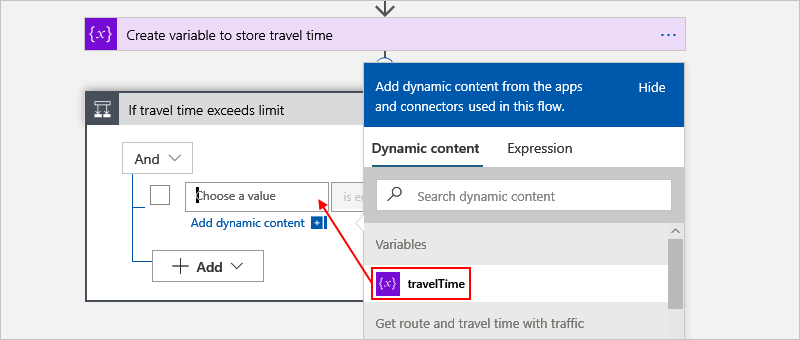 {x} Create variable to store travel time ...
If travel time exceeds limit
And
Choose a value
is e
Add dynamic content
Add
Add dynamic content from the apps
and connectors used in this flow.
Hide
Dynamic content Expression
Search dynamic content
Variables
{x} travelTime
Get route and travel time with traffic